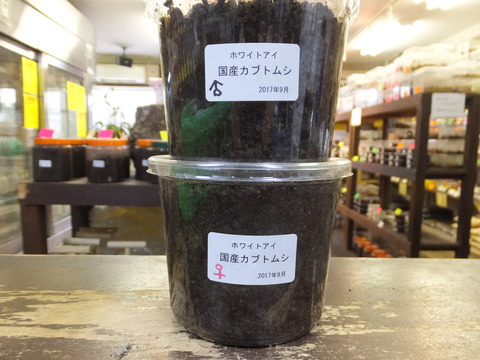 ホワイトアイ
国産カブトムシ
♂ 2017年9月
ホワイトアイ
国産カブトムシ
♀ 2017年9月